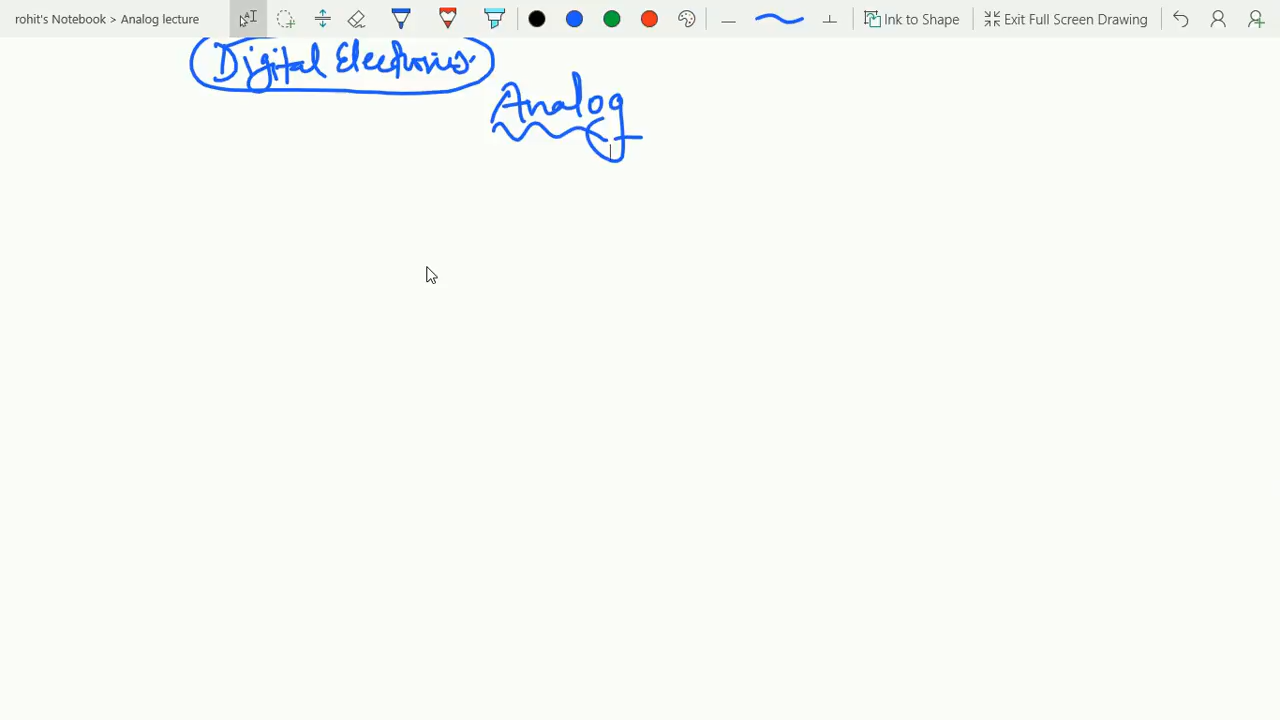 rohit's Notebook > Analog lecture
Ink to Shape
Exit Full Screen Drawing
Digital Electronics
Analog